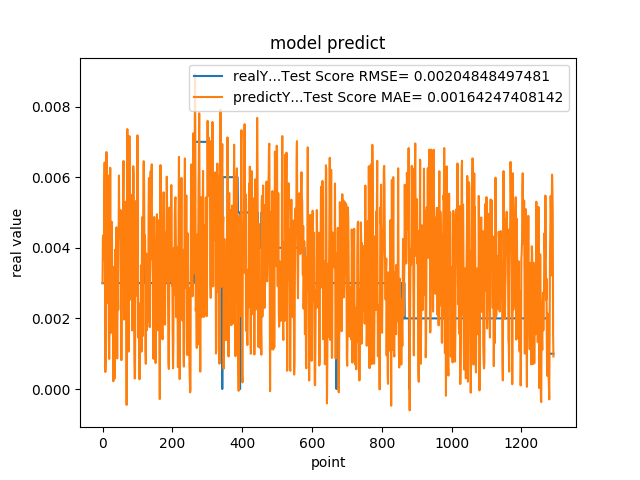 model predict
realY...Test Score RMSE= 0.00204848497481
predictY...Test Score MAE= 0.00164247408142
0.008
0.006
0.004
0.002
0.000
real value
0 200 400 600 800 1000 1200
point